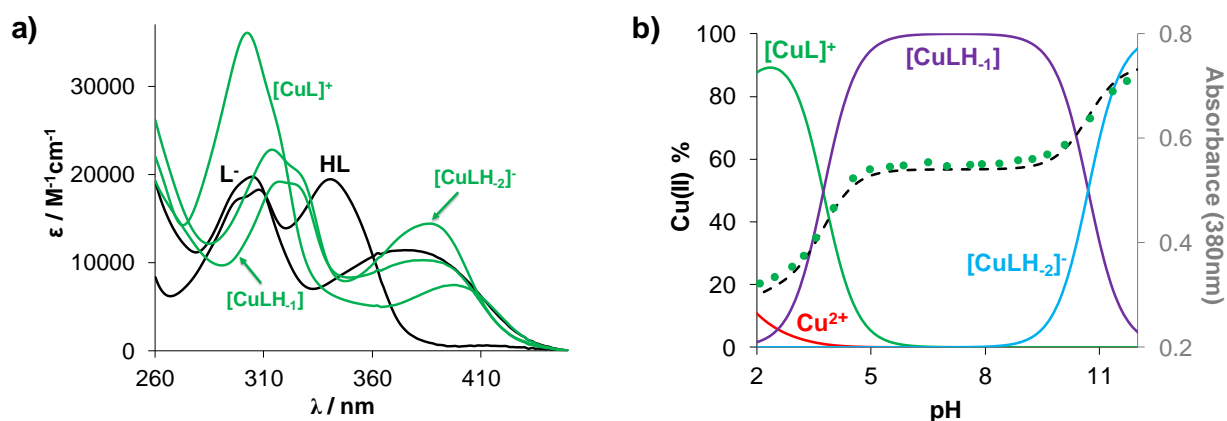 a)
ε / M⁻¹cm⁻¹
30000
20000
10000
0
260
310
360
410
λ / nm
[CuL]⁺
L⁻
HL
[CuLH₋₂]⁻
[CuLH₋₁]
b)
Cu(II) %
100
80
60
40
20
0
2
5
8
11
pH
[CuL]⁺
[CuLH₋₁]
[CuLH₋₂]⁻
Cu²⁺
0.8
0.6
0.4
0.2
Absorbance (380nm)